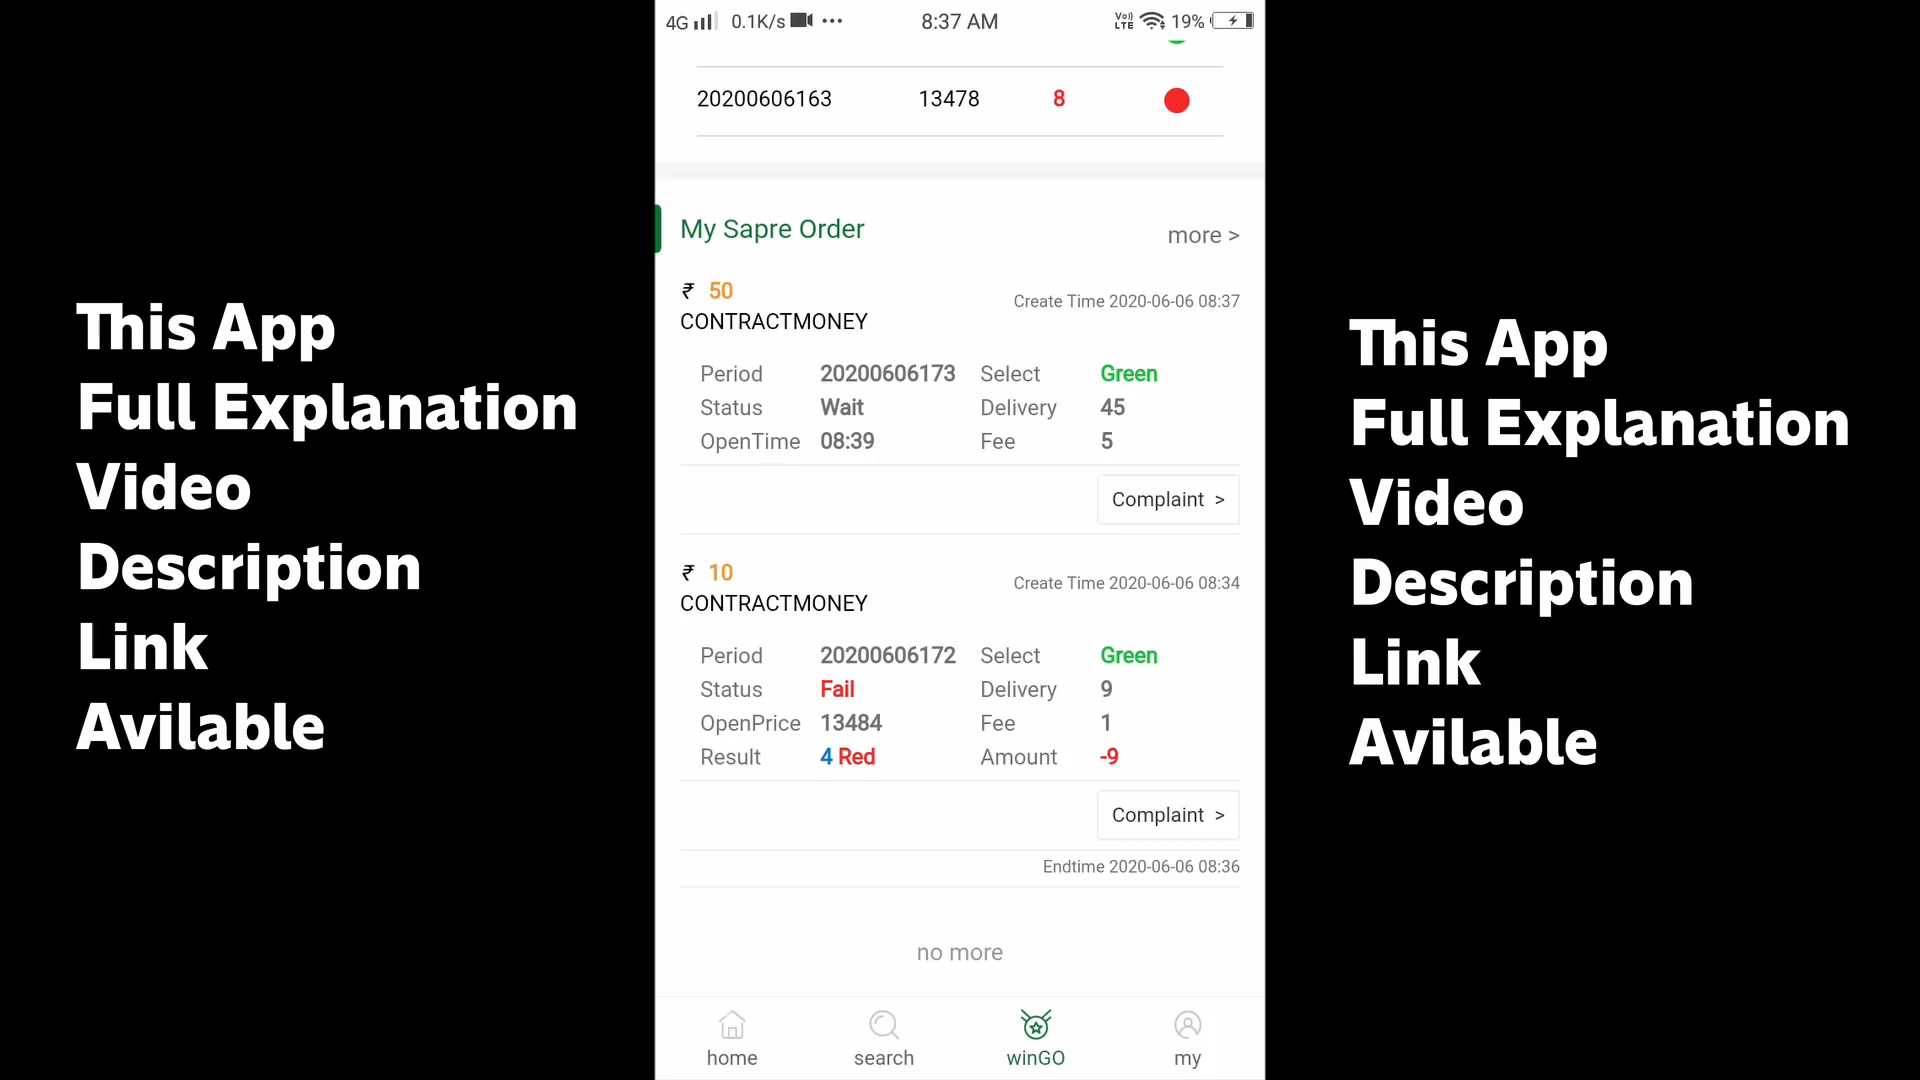 4G 0.1K/s ••• 8:37 AM Vo)) LTE 19%
20200606163 13478 8
My Sapre Order more >
₹ 50 Create Time 2020-06-06 08:37
CONTRACTMONEY
Period 20200606173 Select Green
Status Wait Delivery 45
OpenTime 08:39 Fee 5
Complaint >
₹ 10 Create Time 2020-06-06 08:34
CONTRACTMONEY
Period 20200606172 Select Green
Status Fail Delivery 9
OpenPrice 13484 Fee 1
Result 4 Red Amount -9
Complaint >
Endtime 2020-06-06 08:36
no more
home search winGO my
This App
Full Explanation
Video
Description
Link
Avilable
This App
Full Explanation
Video
Description
Link
Avilable